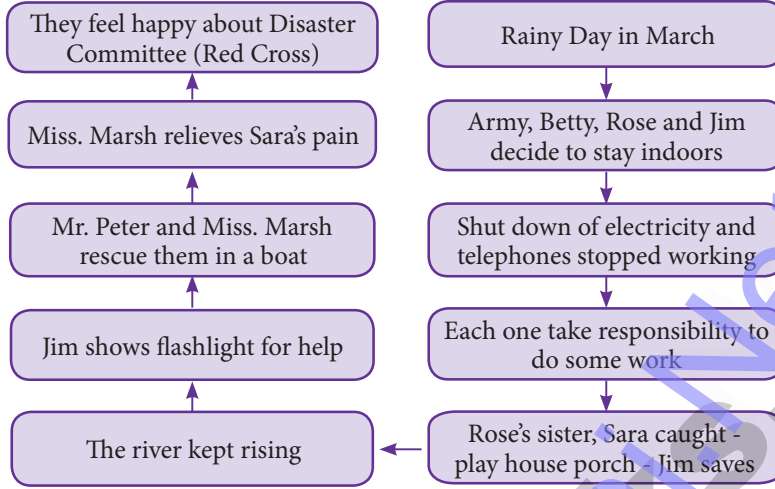 Rainy Day in March
Army, Betty, Rose and Jim
decide to stay indoors
Shut down of electricity and
telephones stopped working
Each one take responsibility to
do some work
Rose's sister, Sara caught -
play house porch - Jim saves
The river kept rising
Jim shows flashlight for help
Mr. Peter and Miss. Marsh
rescue them in a boat
Miss. Marsh relieves Sara's pain
They feel happy about Disaster
Committee (Red Cross)